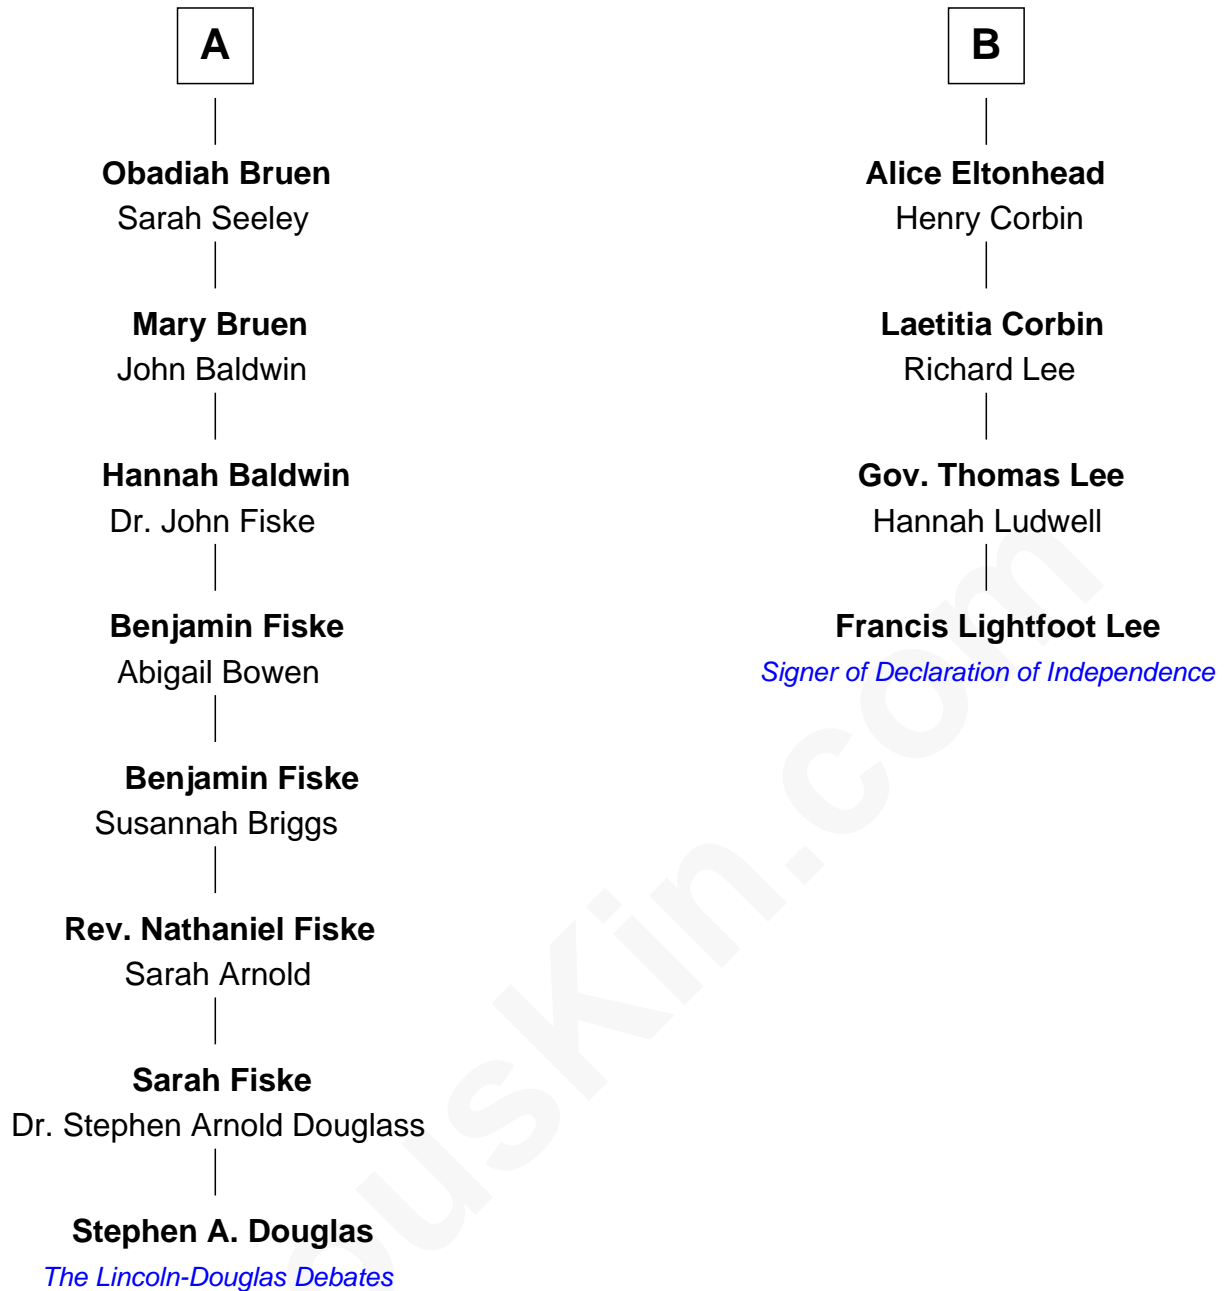 A
Obadiah Bruen
Sarah Seeley
Mary Bruen
John Baldwin
Hannah Baldwin
Dr. John Fiske
Benjamin Fiske
Abigail Bowen
Benjamin Fiske
Susannah Briggs
Rev. Nathaniel Fiske
Sarah Arnold
Sarah Fiske
Dr. Stephen Arnold Douglass
Stephen A. Douglas
The Lincoln-Douglas Debates
B
Alice Eltonhead
Henry Corbin
Laetitia Corbin
Richard Lee
Gov. Thomas Lee
Hannah Ludwell
Francis Lightfoot Lee
Signer of Declaration of Independence